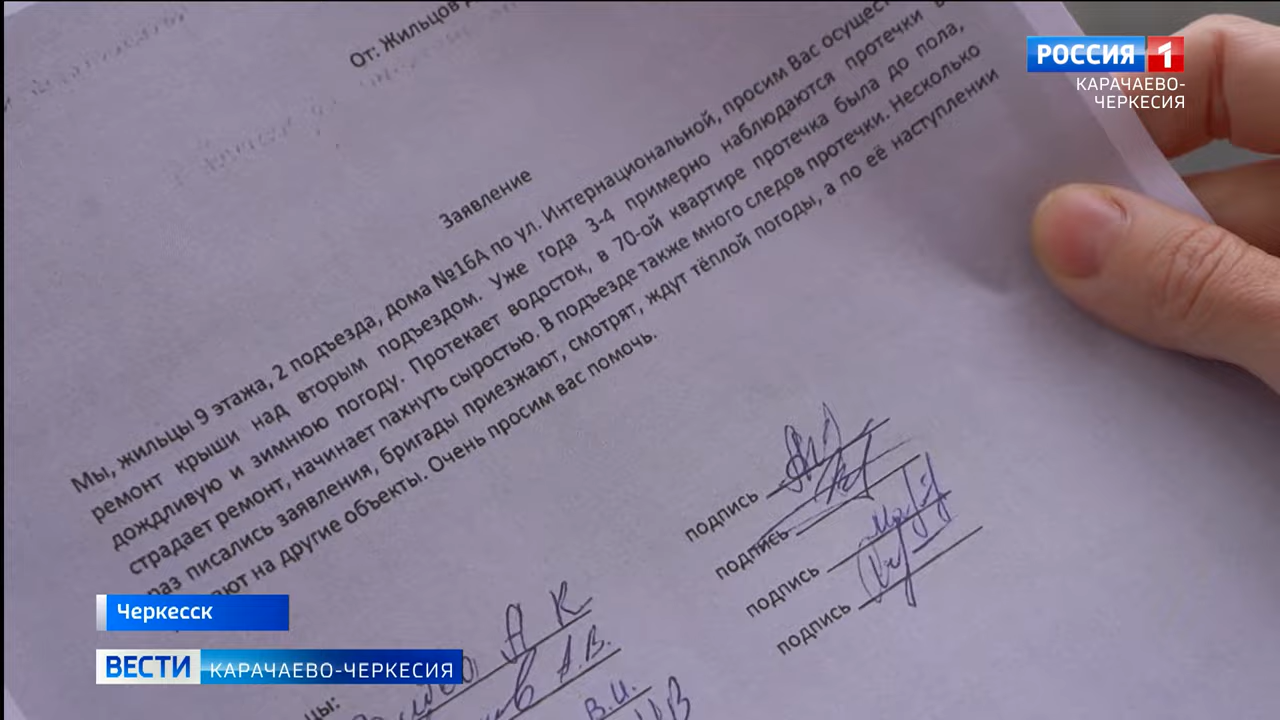 От: Жильцов
РОССИЯ 1
КАРАЧАЕВО-
ЧЕРКЕСИЯ
Заявление
Мы, жильцы 9 этажа, 2 подъезда, дома №16А по ул. Интернациональной, просим Вас осущест
ремонт крыши над вторым подъездом. Уже года 3-4 примерно наблюдаются протечки в
дождливую и зимнюю погоду. Протекает водосток, в 70-ой квартире протечка была до пола,
страдает ремонт, начинает пахнуть сыростью. В подъезде также много следов протечки. Несколько
раз писались заявления, бригады приезжают, смотрят, ждут тёплой погоды, а по её наступлении
ают на другие объекты. Очень просим вас помочь.
подпись
подпись
подпись
подпись
А К
А.В.
В.И.
цы:
Черкесск
ВЕСТИ КАРАЧАЕВО-ЧЕРКЕСИЯ